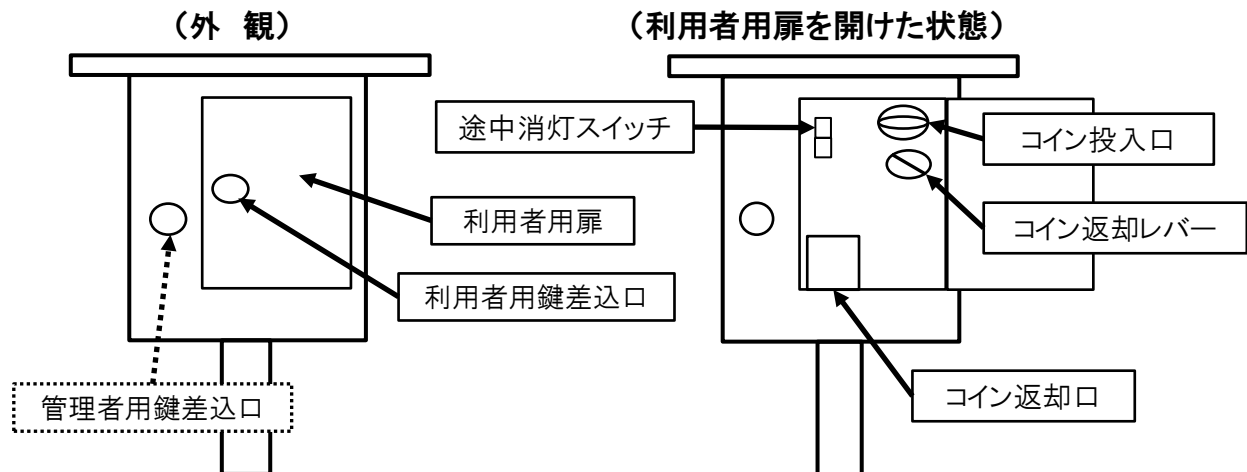 （外　観）
（利用者用扉を開けた状態）
途中消灯スイッチ
コイン投入口
利用者用扉
コイン返却レバー
利用者用鍵差込口
管理者用鍵差込口
コイン返却口